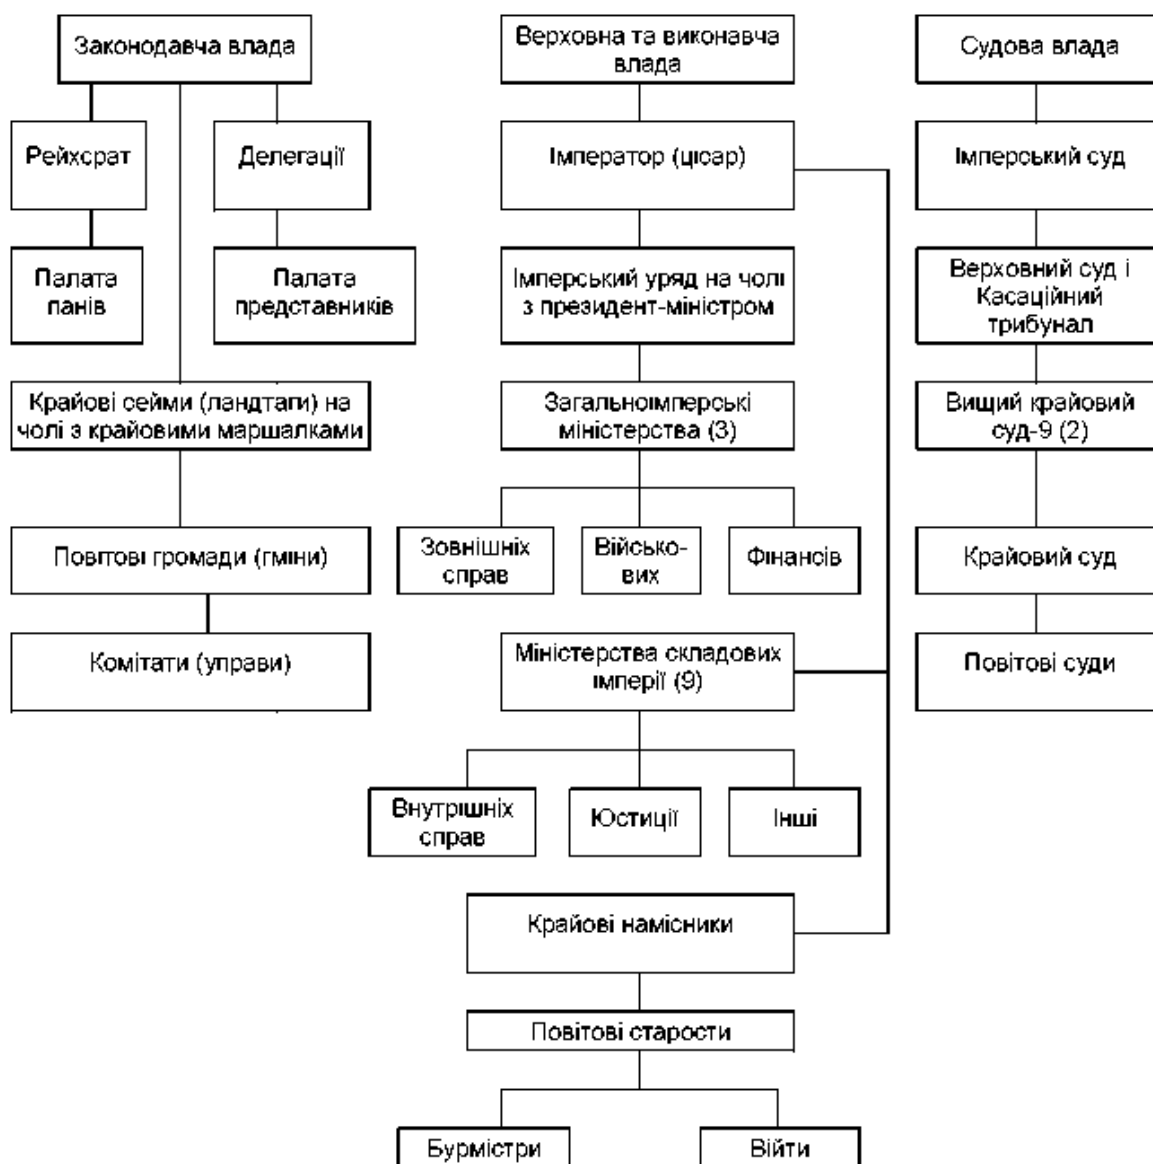 Законодавча влада
Верховна та виконавча
влада
Судова влада
Рейхсрат
Делегації
Імператор (цісар)
Імперський суд
Палата
панів
Палата
представників
Імперський уряд на чолі
з президент-міністром
Верховний суд і
Касаційний
трибунал
Крайові сейми (ландтаги) на
чолі з крайовими маршалками
Загальноімперські
міністерства (3)
Вищий крайовий
суд-9 (2)
Повітові громади (гміни)
Зовнішніх
справ
Військо-
вих
Фінансів
Крайовий суд
Комітати (управи)
Міністерства складових
імперії (9)
Повітові суди
Внутрішніх
справ
Юстиції
Інші
Крайові намісники
Повітові старости
Бурмістри
Війти